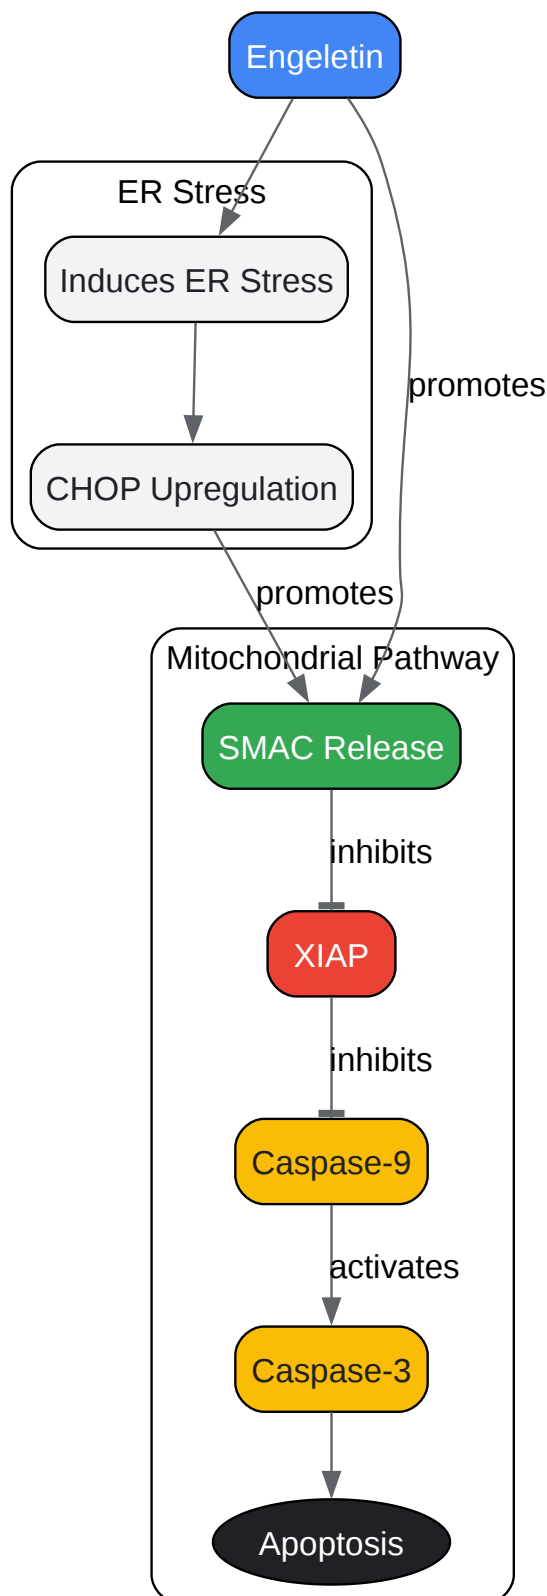 Engeletin
ER Stress
Induces ER Stress
promotes
CHOP Upregulation
promotes
Mitochondrial Pathway
SMAC Release
inhibits
XIAP
inhibits
Caspase-9
activates
Caspase-3
Apoptosis